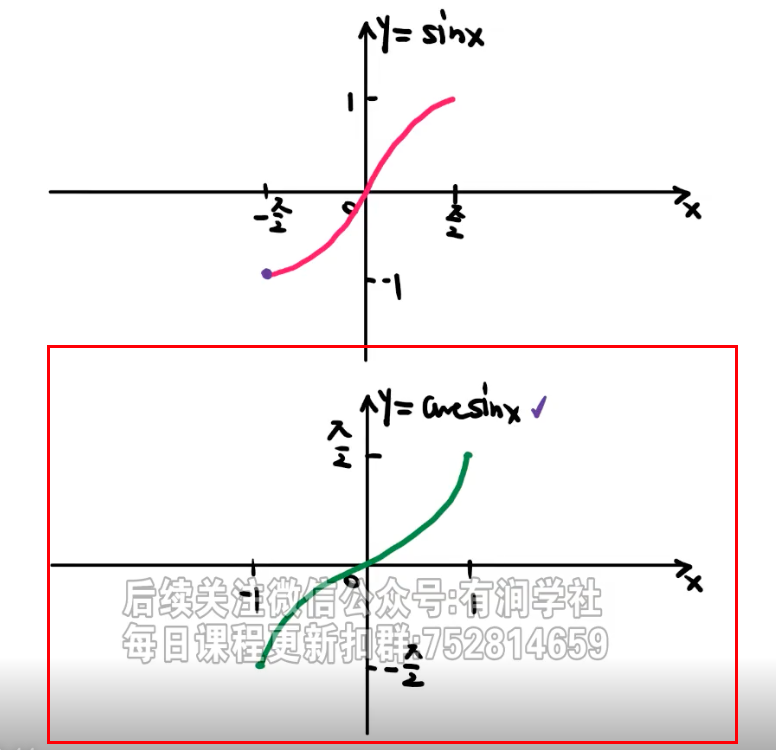 y=sinx
1
-π/2
0
π/2
x
-1
y=arcsinx ✓
π/2
-1
0
1
x
后续关注微信公众号:有润学社
每日课程更新扣群:752814659
-π/2